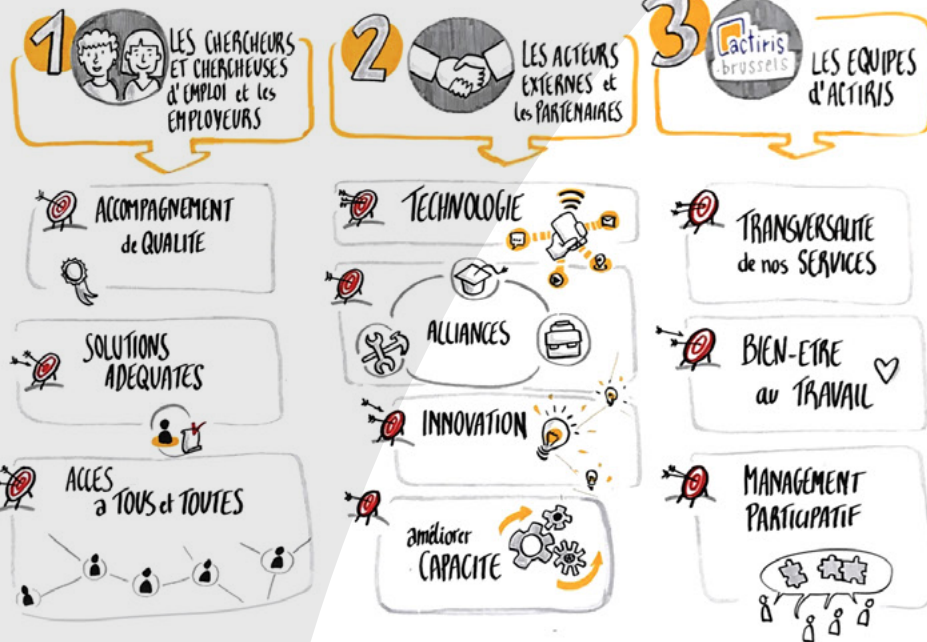 1
LES CHERCHEURS
ET CHERCHEUSES
d'EMPLOI et les
EMPLOYEURS
ACCOMPAGNEMENT
de QUALITE
SOLUTIONS
ADEQUATES
ACCES
a TOUS et TOUTES
2
LES ACTEURS
EXTERNES et
les PARTENAIRES
TECHNOLOGIE
ALLIANCES
INNOVATION
améliorer
CAPACITE
3
actiris
.brussels
LES EQUIPES
d'ACTIRIS
TRANSVERSALITE
de nos SERVICES
BIEN-ETRE
au TRAVAIL
MANAGEMENT
PARTICIPATIF